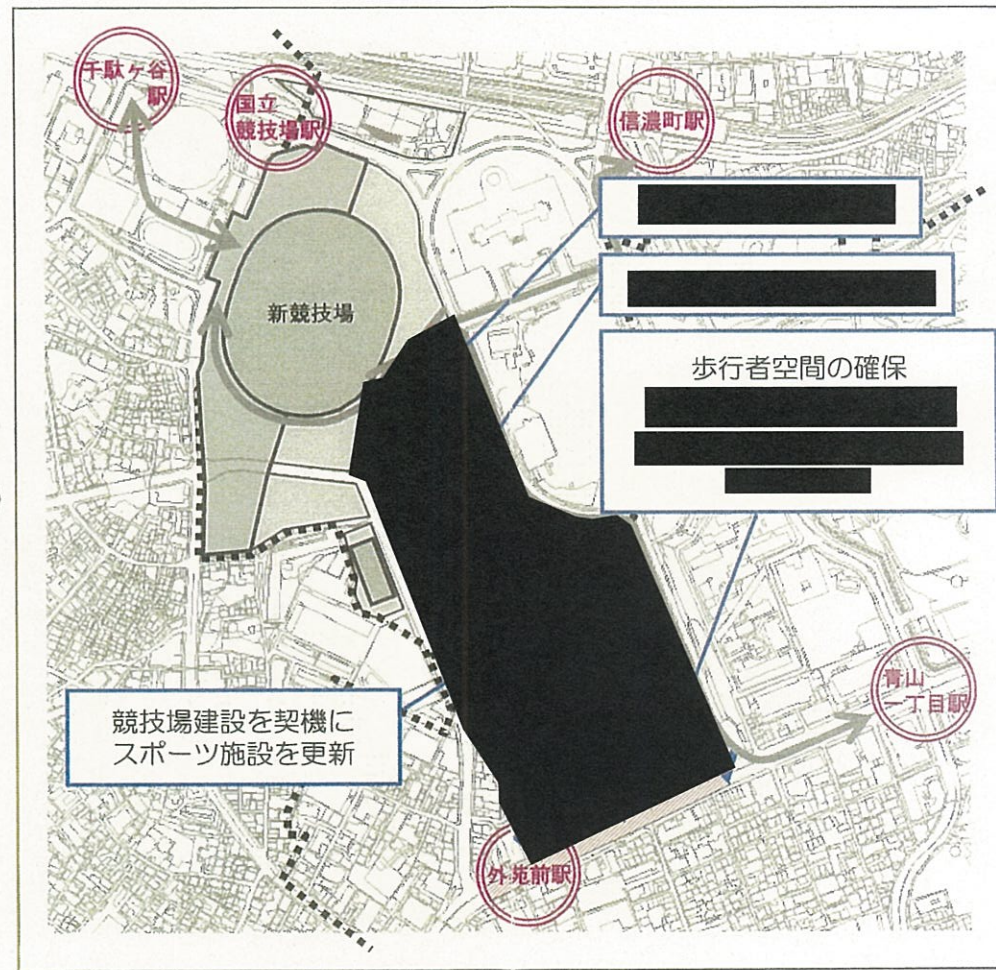 千駄ヶ谷
駅
国立
競技場駅
信濃町駅
新競技場
歩行者空間の確保
青山
一丁目駅
競技場建設を契機に
スポーツ施設を更新
外苑前駅